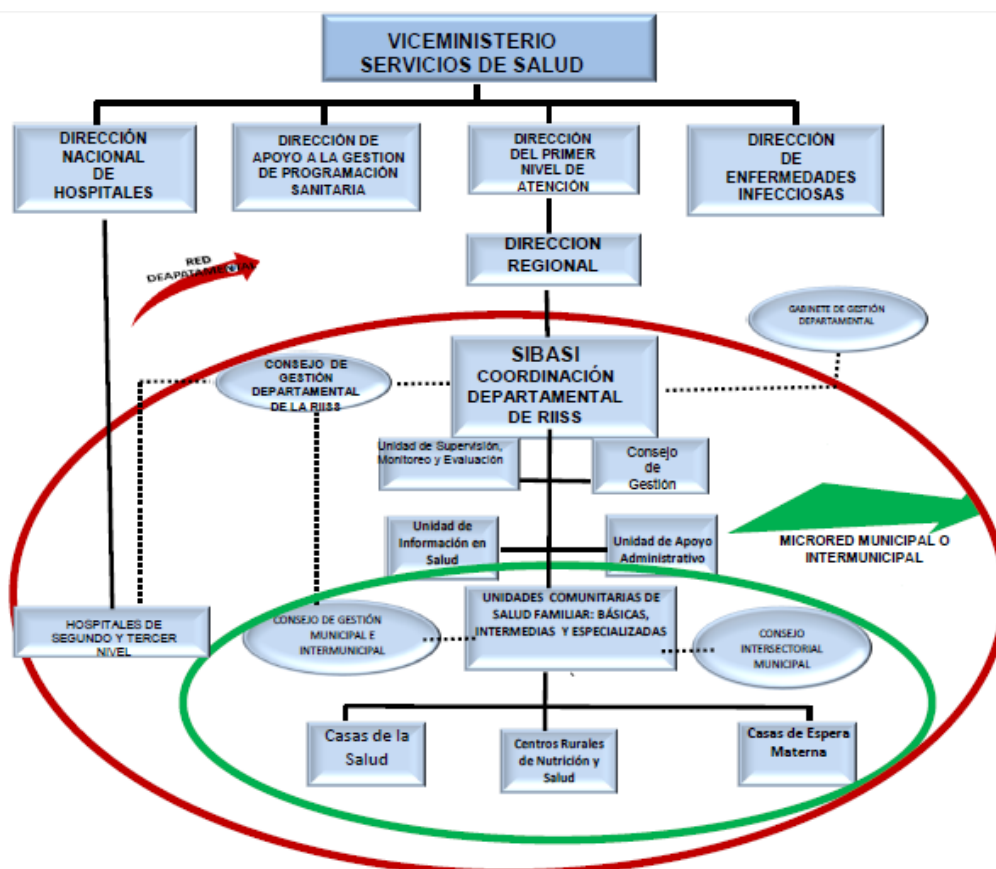 VICEMINISTERIO
SERVICIOS DE SALUD
DIRECCIÓN
NACIONAL
DE
HOSPITALES
DIRECCIÓN DE
APOYO A LA GESTION
DE PROGRAMACIÓN
SANITARIA
DIRECCIÓN
DEL PRIMER
NIVEL DE
ATENCIÓN
DIRECCIÓN
DE
ENFERMEDADES
INFECCIOSAS
DIRECCION
REGIONAL
RED
DEAPATAMENTAL
GABINETE DE GESTIÓN
DEPARTAMENTAL
CONSEJO DE
GESTIÓN
DEPARTAMENTAL
DE LA RIISS
SIBASI
COORDINACIÓN
DEPARTAMENTAL
DE RIISS
Unidad de Supervisión,
Monitoreo y Evaluación
Consejo
de
Gestión
Unidad de
Información en
Salud
Unidad de Apoyo
Administrativo
MICRORED MUNICIPAL O
INTERMUNICIPAL
HOSPITALES DE
SEGUNDO Y TERCER
NIVEL
CONSEJO DE GESTIÓN
MUNICIPAL E
INTERMUNICIPAL
UNIDADES COMUNITARIAS DE
SALUD FAMILIAR: BÁSICAS,
INTERMEDIAS Y ESPECIALIZADAS
CONSEJO
INTERSECTORIAL
MUNICIPAL
Casas de la
Salud
Centros Rurales
de Nutrición y
Salud
Casas de Espera
Materna